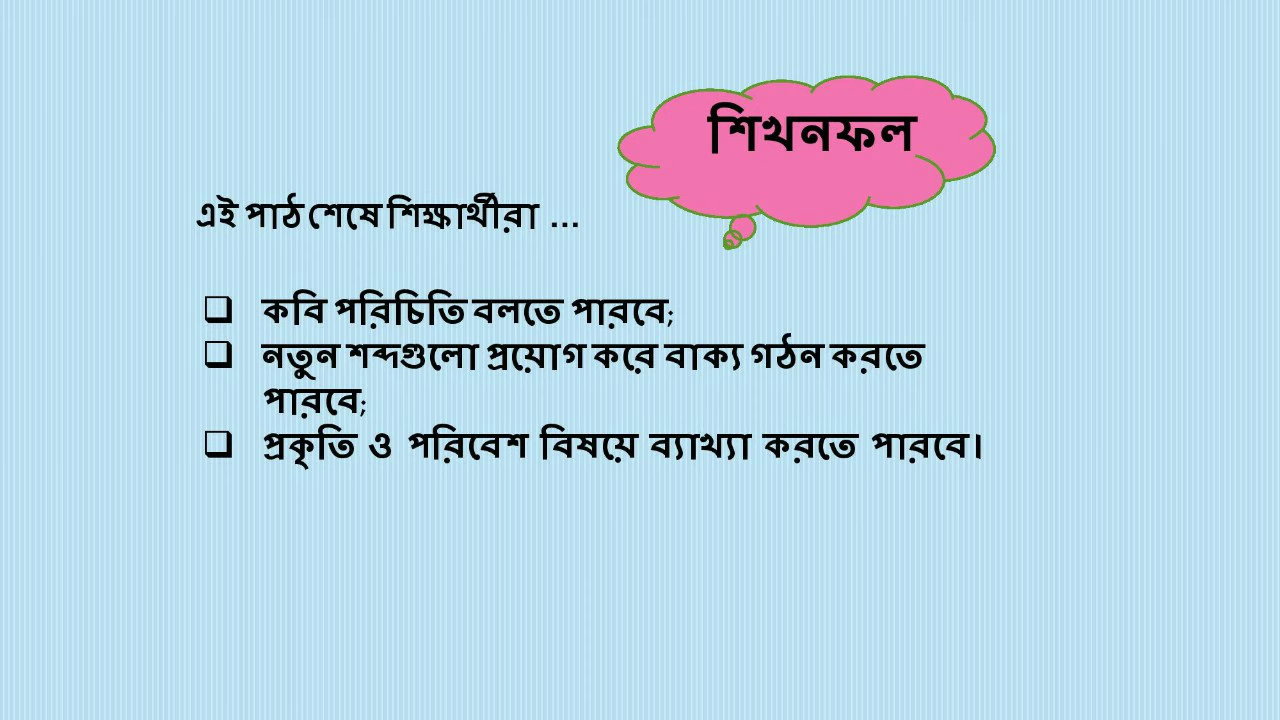 শিখনফল
এই পাঠ শেষে শিক্ষার্থীরা ...
❑ কবি পরিচিতি বলতে পারবে;
❑ নতুন শব্দগুলো প্রয়োগ করে বাক্য গঠন করতে
পারবে;
❑ প্রকৃতি ও পরিবেশ বিষয়ে ব্যাখ্যা করতে পারবে।